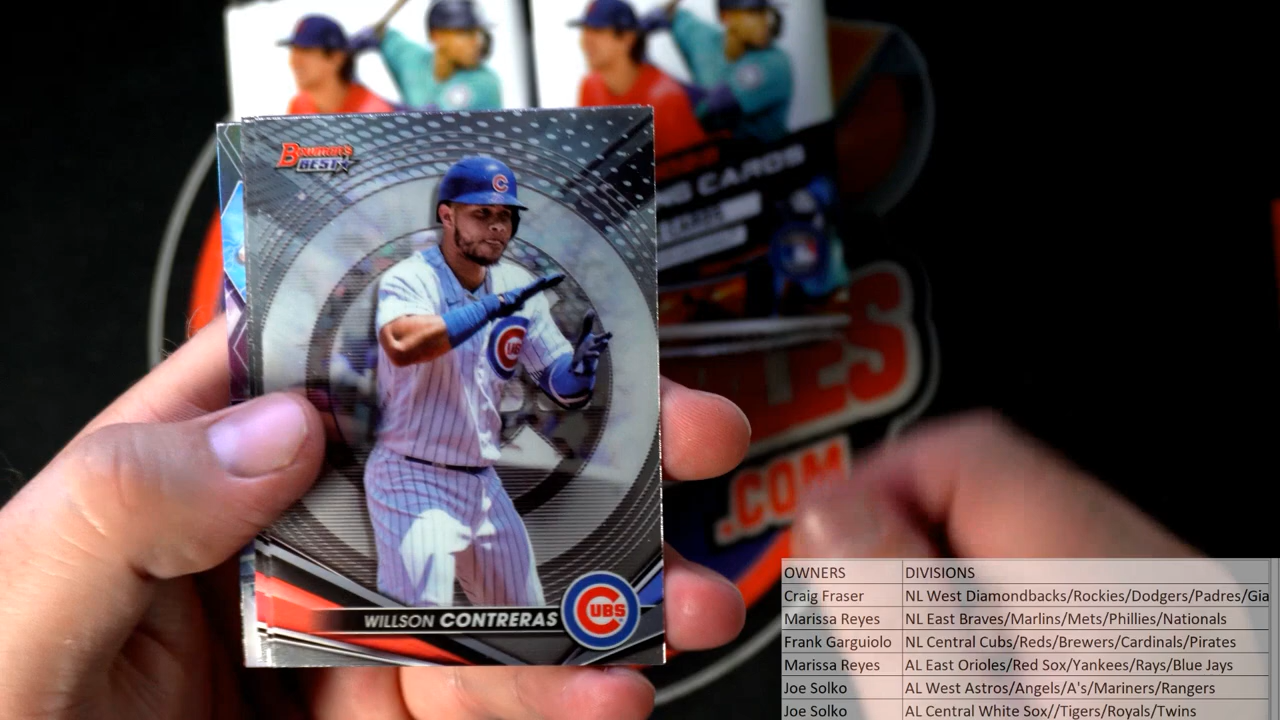 BOWMAN'S
BEST
C
CUBS
WILLSON CONTRERAS
CUBS
NG CARDS
LES
.COM
OWNERS DIVISIONS
Craig Fraser NL West Diamondbacks/Rockies/Dodgers/Padres/Gia
Marissa Reyes NL East Braves/Marlins/Mets/Phillies/Nationals
Frank Garguiolo NL Central Cubs/Reds/Brewers/Cardinals/Pirates
Marissa Reyes AL East Orioles/Red Sox/Yankees/Rays/Blue Jays
Joe Solko AL West Astros/Angels/A's/Mariners/Rangers
Joe Solko AL Central White Sox//Tigers/Royals/Twins